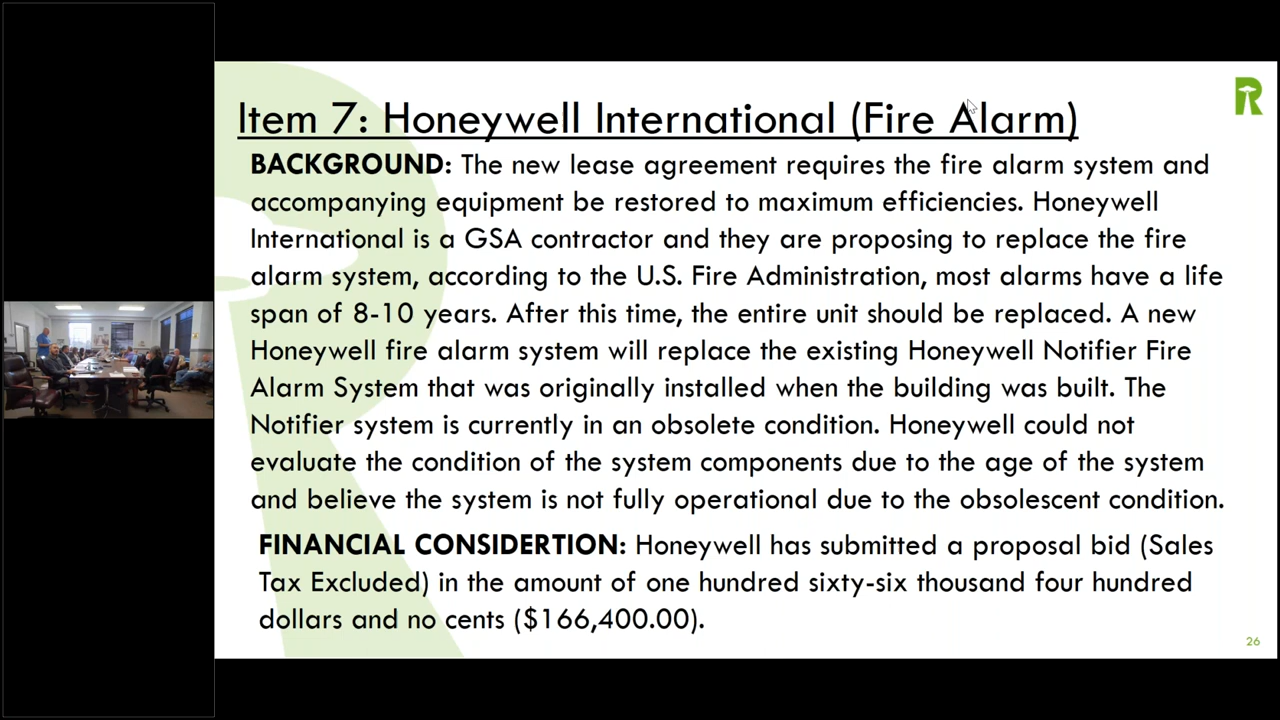 Item 7: Honeywell International (Fire Alarm)
BACKGROUND: The new lease agreement requires the fire alarm system and
accompanying equipment be restored to maximum efficiencies. Honeywell
International is a GSA contractor and they are proposing to replace the fire
alarm system, according to the U.S. Fire Administration, most alarms have a life
span of 8-10 years. After this time, the entire unit should be replaced. A new
Honeywell fire alarm system will replace the existing Honeywell Notifier Fire
Alarm System that was originally installed when the building was built. The
Notifier system is currently in an obsolete condition. Honeywell could not
evaluate the condition of the system components due to the age of the system
and believe the system is not fully operational due to the obsolescent condition.
FINANCIAL CONSIDERTION: Honeywell has submitted a proposal bid (Sales
Tax Excluded) in the amount of one hundred sixty-six thousand four hundred
dollars and no cents ($166,400.00).
26